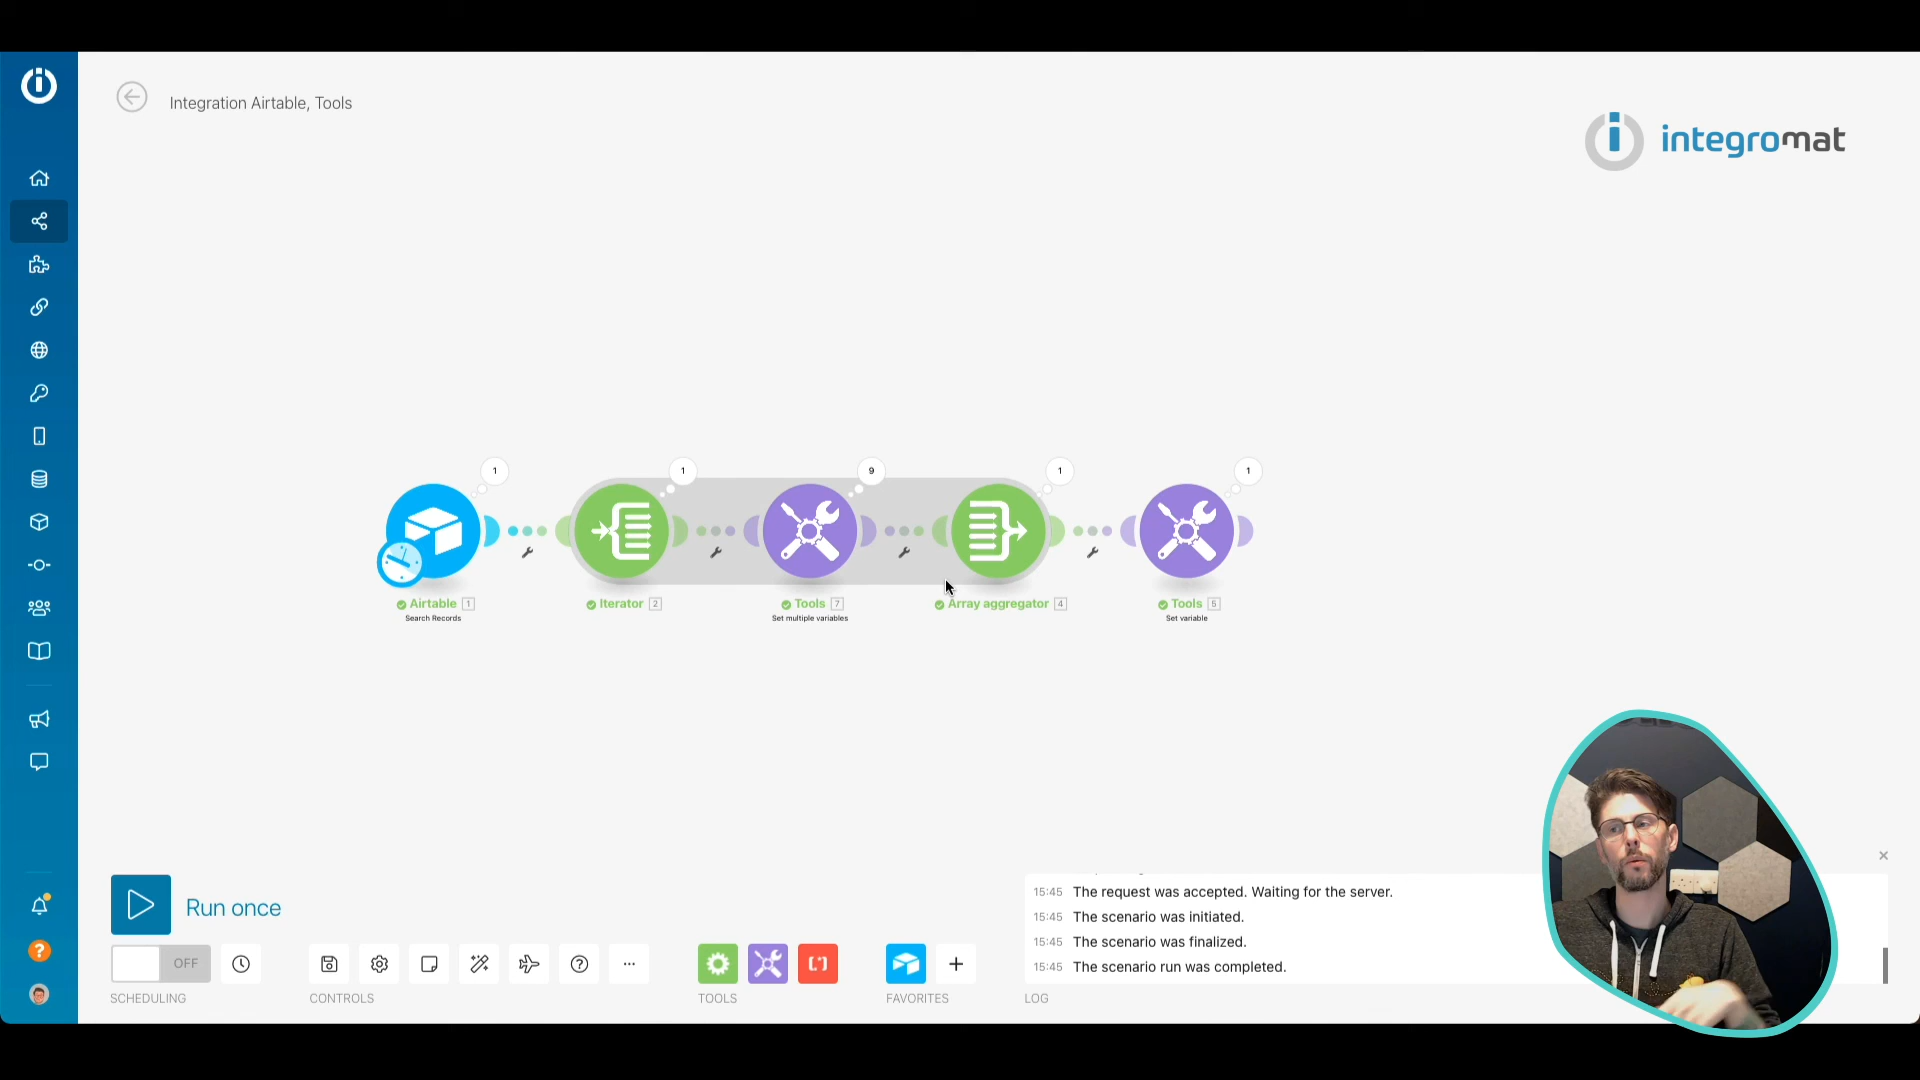 Integration Airtable, Tools
integromat
1
1
9
1
1
Airtable 1
Search Records
Iterator 2
Tools 7
Set multiple variables
Array aggregator 4
Tools 5
Set variable
Run once
15:45 The request was accepted. Waiting for the server.
15:45 The scenario was initiated.
15:45 The scenario was finalized.
15:45 The scenario run was completed.
OFF
SCHEDULING
CONTROLS
TOOLS
FAVORITES
LOG